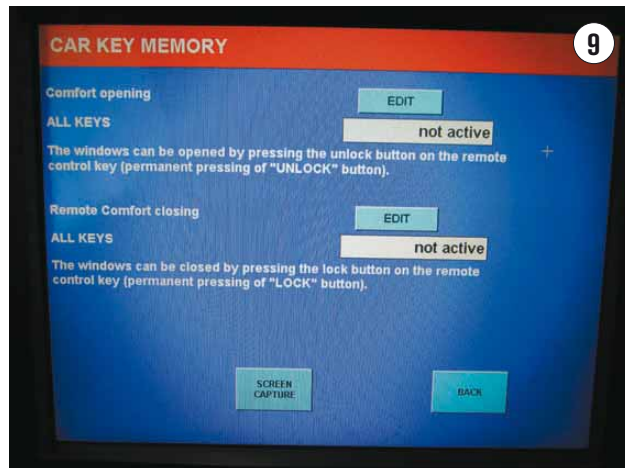 CAR KEY MEMORY
9
Comfort opening
EDIT
ALL KEYS
not active
The windows can be opened by pressing the unlock button on the remote
control key (permanent pressing of "UNLOCK" button).
Remote Comfort closing
EDIT
ALL KEYS
not active
The windows can be closed by pressing the lock button on the remote
control key (permanent pressing of "LOCK" button).
SCREEN
CAPTURE
BACK